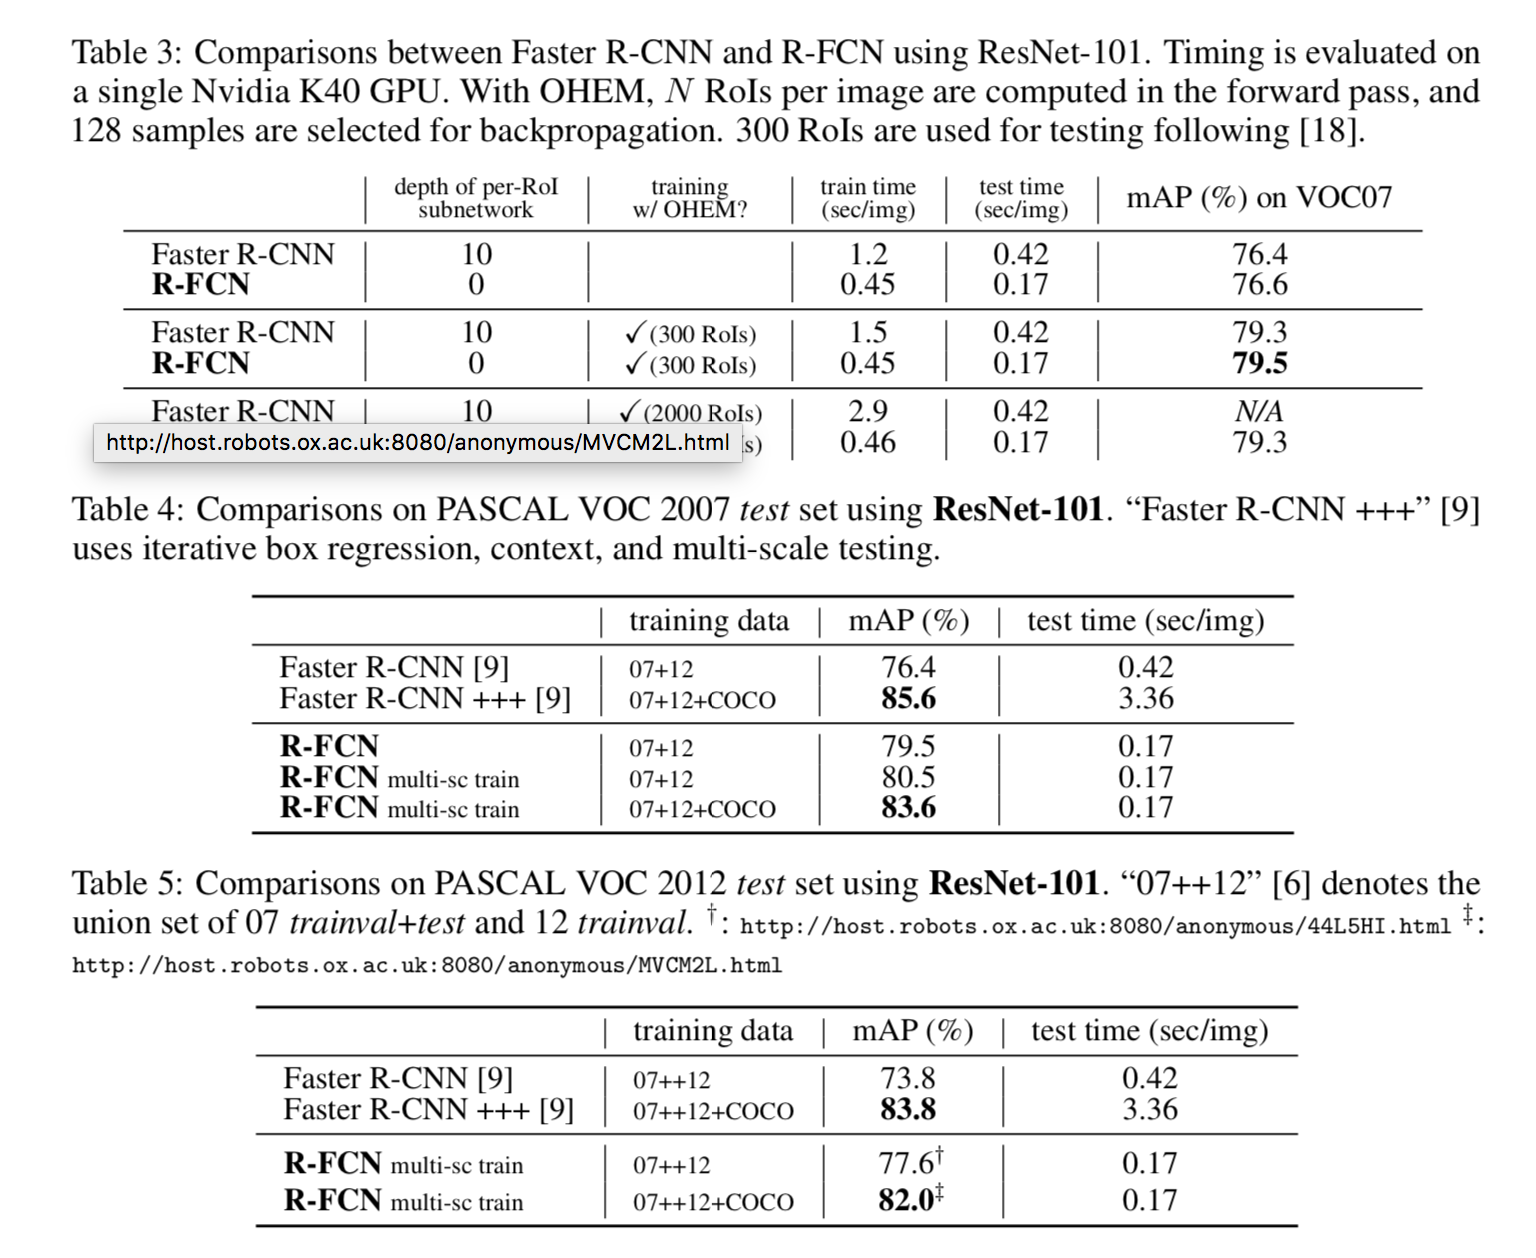 Table 3: Comparisons between Faster R-CNN and R-FCN using ResNet-101. Timing is evaluated on
a single Nvidia K40 GPU. With OHEM, N RoIs per image are computed in the forward pass, and
128 samples are selected for backpropagation. 300 RoIs are used for testing following [18].
depth of per-RoI subnetwork | training w/ OHEM? | train time (sec/img) | test time (sec/img) | mAP (%) on VOC07
Faster R-CNN | 10 | | 1.2 | 0.42 | 76.4
R-FCN | 0 | | 0.45 | 0.17 | 76.6
Faster R-CNN | 10 | ✓(300 RoIs) | 1.5 | 0.42 | 79.3
R-FCN | 0 | ✓(300 RoIs) | 0.45 | 0.17 | 79.5
Faster R-CNN | 10 | ✓(2000 RoIs) | 2.9 | 0.42 | N/A
http://host.robots.ox.ac.uk:8080/anonymous/MVCM2L.html s) | 0.46 | 0.17 | 79.3
Table 4: Comparisons on PASCAL VOC 2007 test set using ResNet-101. “Faster R-CNN +++” [9]
uses iterative box regression, context, and multi-scale testing.
training data | mAP (%) | test time (sec/img)
Faster R-CNN [9] | 07+12 | 76.4 | 0.42
Faster R-CNN +++ [9] | 07+12+COCO | 85.6 | 3.36
R-FCN | 07+12 | 79.5 | 0.17
R-FCN multi-sc train | 07+12 | 80.5 | 0.17
R-FCN multi-sc train | 07+12+COCO | 83.6 | 0.17
Table 5: Comparisons on PASCAL VOC 2012 test set using ResNet-101. “07++12” [6] denotes the
union set of 07 trainval+test and 12 trainval. †: http://host.robots.ox.ac.uk:8080/anonymous/44L5HI.html ‡:
http://host.robots.ox.ac.uk:8080/anonymous/MVCM2L.html
training data | mAP (%) | test time (sec/img)
Faster R-CNN [9] | 07++12 | 73.8 | 0.42
Faster R-CNN +++ [9] | 07++12+COCO | 83.8 | 3.36
R-FCN multi-sc train | 07++12 | 77.6† | 0.17
R-FCN multi-sc train | 07++12+COCO | 82.0‡ | 0.17